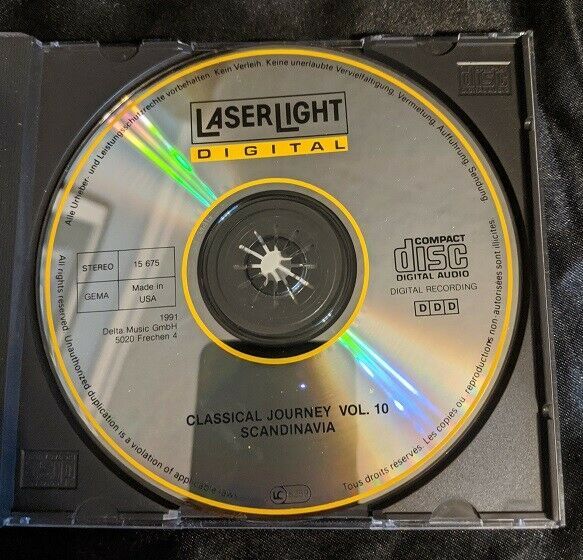 LASERLIGHT
DIGITAL
Alle Urheber- und Leistungsschutzrechte vorbehalten. Kein Verleih. Keine unerlaubte Vervielfältigung, Vermietung, Aufführung, Sendung
STEREO 15 675
GEMA Made in USA
1991
Delta Music GmbH
5020 Frechen 4
COMPACT
disc
DIGITAL AUDIO
DIGITAL RECORDING
DDD
CLASSICAL JOURNEY VOL. 10
SCANDINAVIA
LC
All rights reserved. Unauthorized duplication is a violation of applicable laws.
Tous droits réservés. Les copies ou reproductions non autorisées sont illicites.